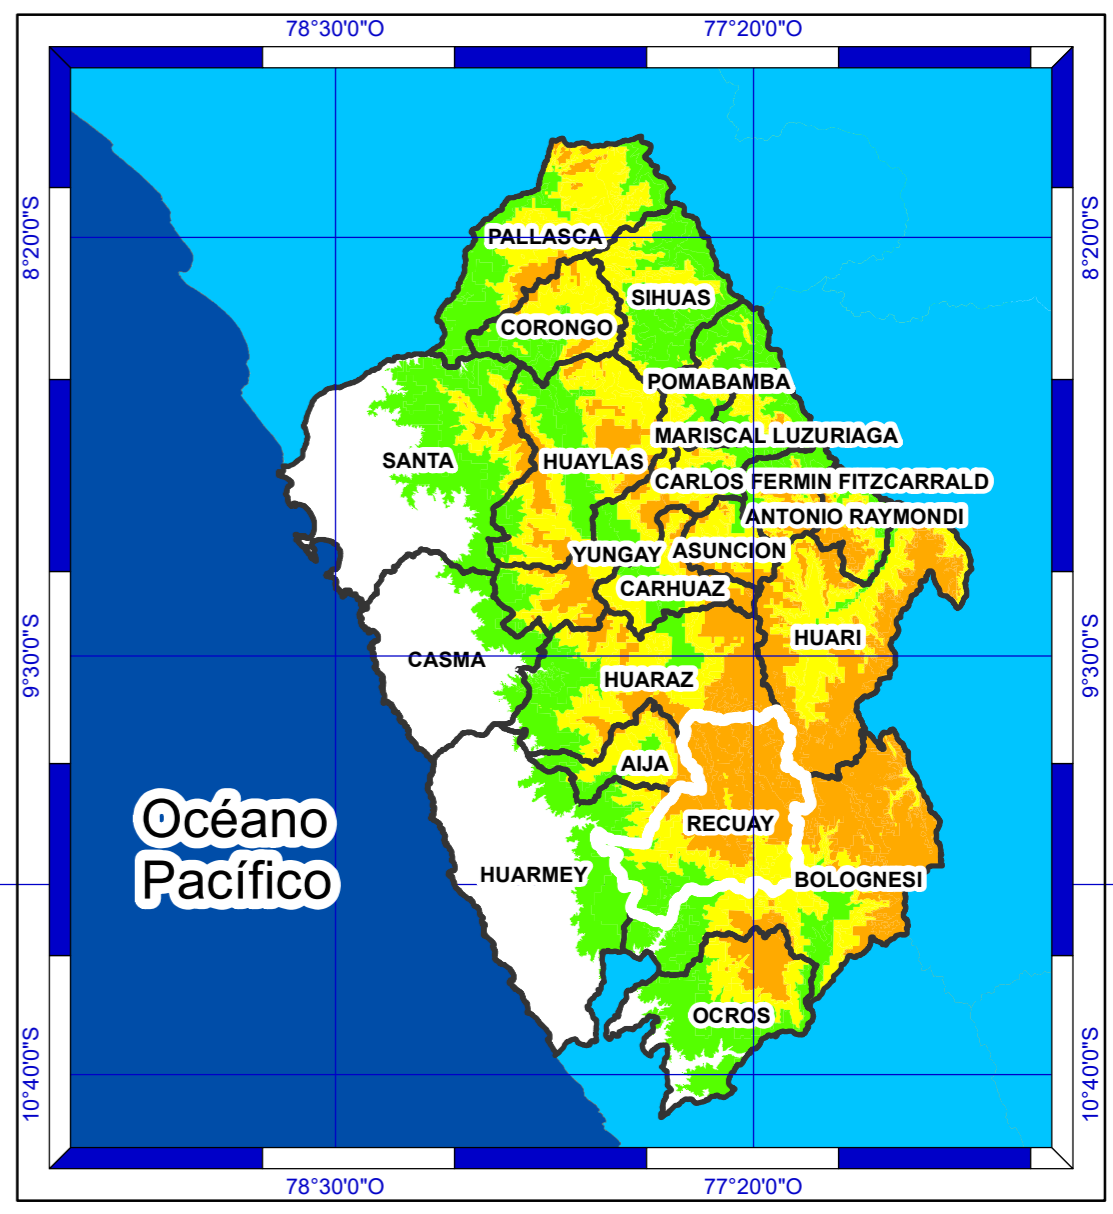 78°30'0"O
77°20'0"O
8°20'0"S
8°20'0"S
PALLASCA
SIHUAS
CORONGO
POMABAMBA
MARISCAL LUZURIAGA
SANTA
HUAYLAS
CARLOS FERMIN FITZCARRALD
ANTONIO RAYMONDI
YUNGAY
ASUNCION
CARHUAZ
HUARI
9°30'0"S
9°30'0"S
CASMA
HUARAZ
AIJA
Océano
Pacífico
RECUAY
HUARMEY
BOLOGNESI
OCROS
10°40'0"S
10°40'0"S
78°30'0"O
77°20'0"O